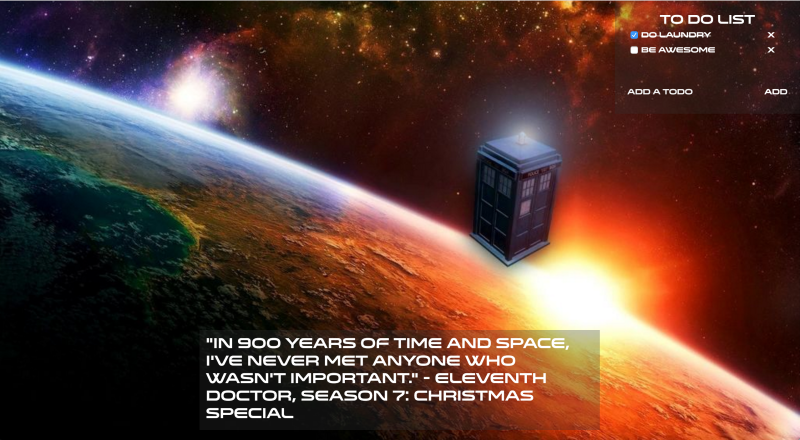 TO DO LIST
DO LAUNDRY X
BE AWESOME X
ADD A TODO ADD
"IN 900 YEARS OF TIME AND SPACE,
I'VE NEVER MET ANYONE WHO
WASN'T IMPORTANT." - ELEVENTH
DOCTOR, SEASON 7: CHRISTMAS
SPECIAL